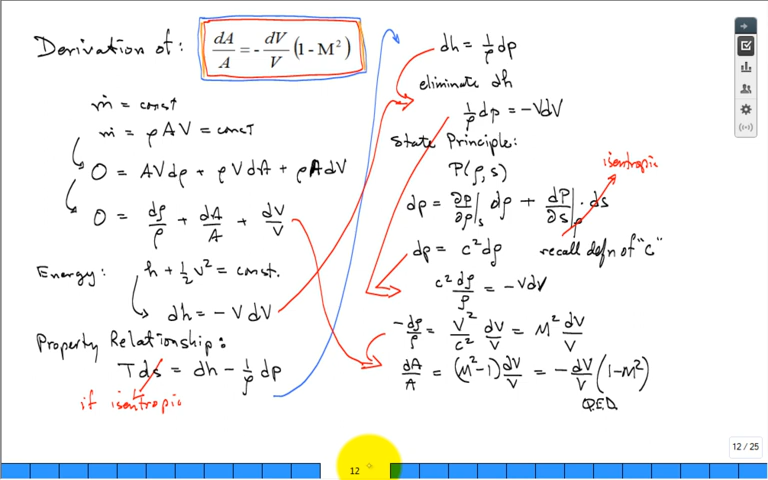 Derivation of: dA/A = - dV/V (1 - M²)
ṁ = const
ṁ = ρAV = const
0 = AVdρ + ρVdA + ρAdV
0 = dρ/ρ + dA/A + dV/V
Energy: h + ½V² = const.
dh = -VdV
Property Relationship:
Tds = dh - 1/ρ dp
if isentropic
dh = 1/ρ dp
eliminate dh
1/ρ dp = -VdV
State Principle:
P(ρ,s)
isentropic
dp = ∂p/∂ρ|s dρ + ∂P/∂s|ρ · ds
dp = c²dρ recall defn of "c"
c² dρ/ρ = -VdV
-dρ/ρ = V²/c² dV/V = M² dV/V
dA/A = (M²-1) dV/V = - dV/V (1-M²)
Q.E.D.
12 / 25
12